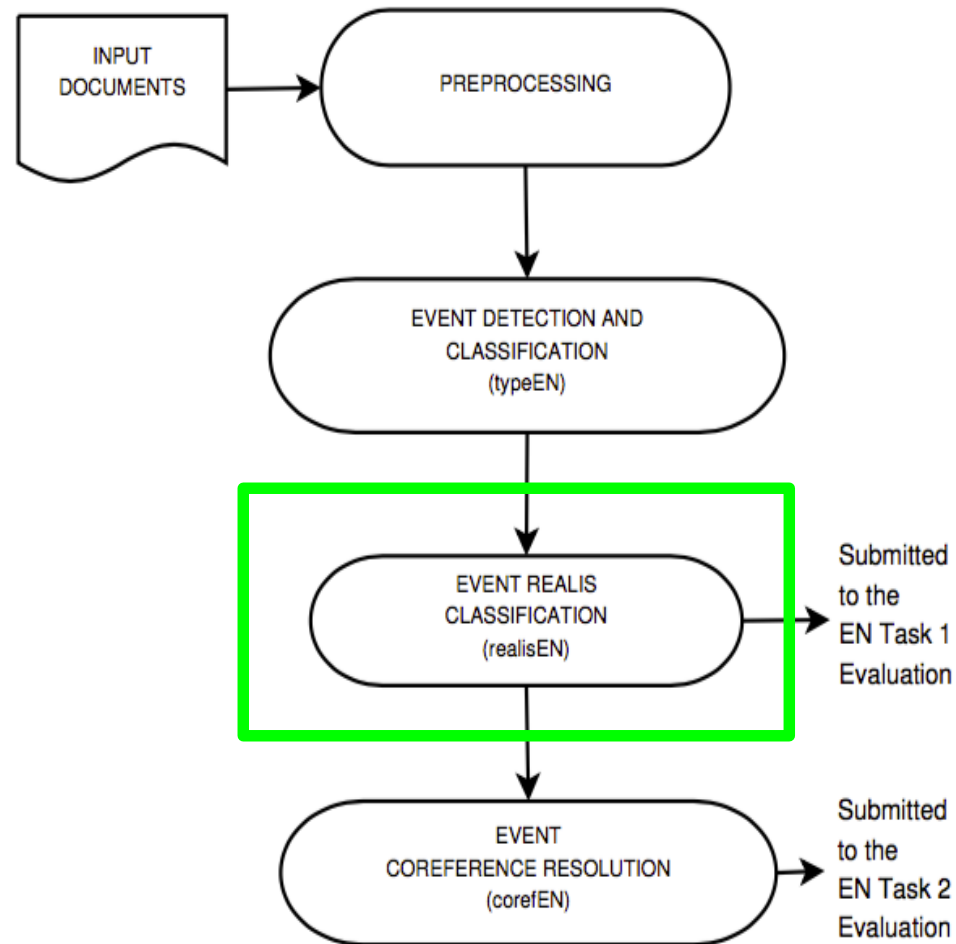 INPUT
DOCUMENTS
PREPROCESSING
EVENT DETECTION AND
CLASSIFICATION
(typeEN)
EVENT REALIS
CLASSIFICATION
(realisEN)
Submitted
to the
EN Task 1
Evaluation
EVENT
COREFERENCE RESOLUTION
(corefEN)
Submitted
to the
EN Task 2
Evaluation